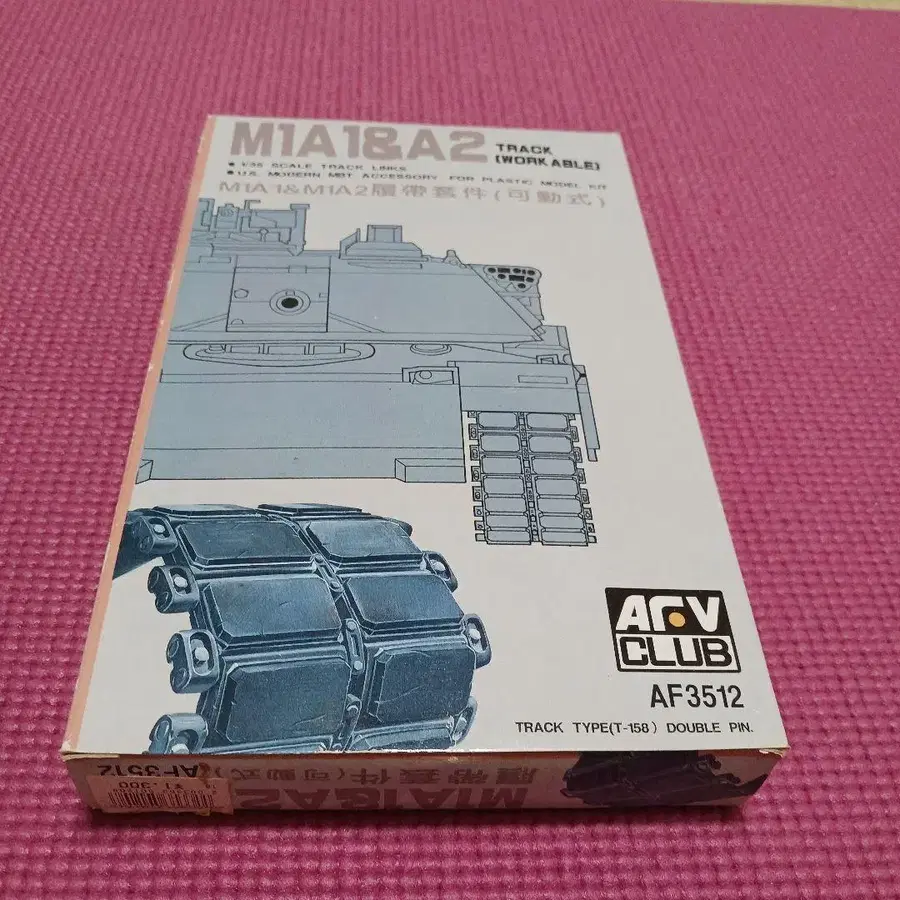 M1A1&A2 TRACK
(WORKABLE)
● 1/35 SCALE TRACK LINKS.
● U.S. MODERN MBT ACCESSORY FOR PLASTIC MODEL KIT
M1A1&M1A2履帶套件(可動式)
AFV
CLUB
AF3512
TRACK TYPE(T-158) DOUBLE PIN.
M1A1&A2 履帶套件(可動式) AF3512
¥1,300